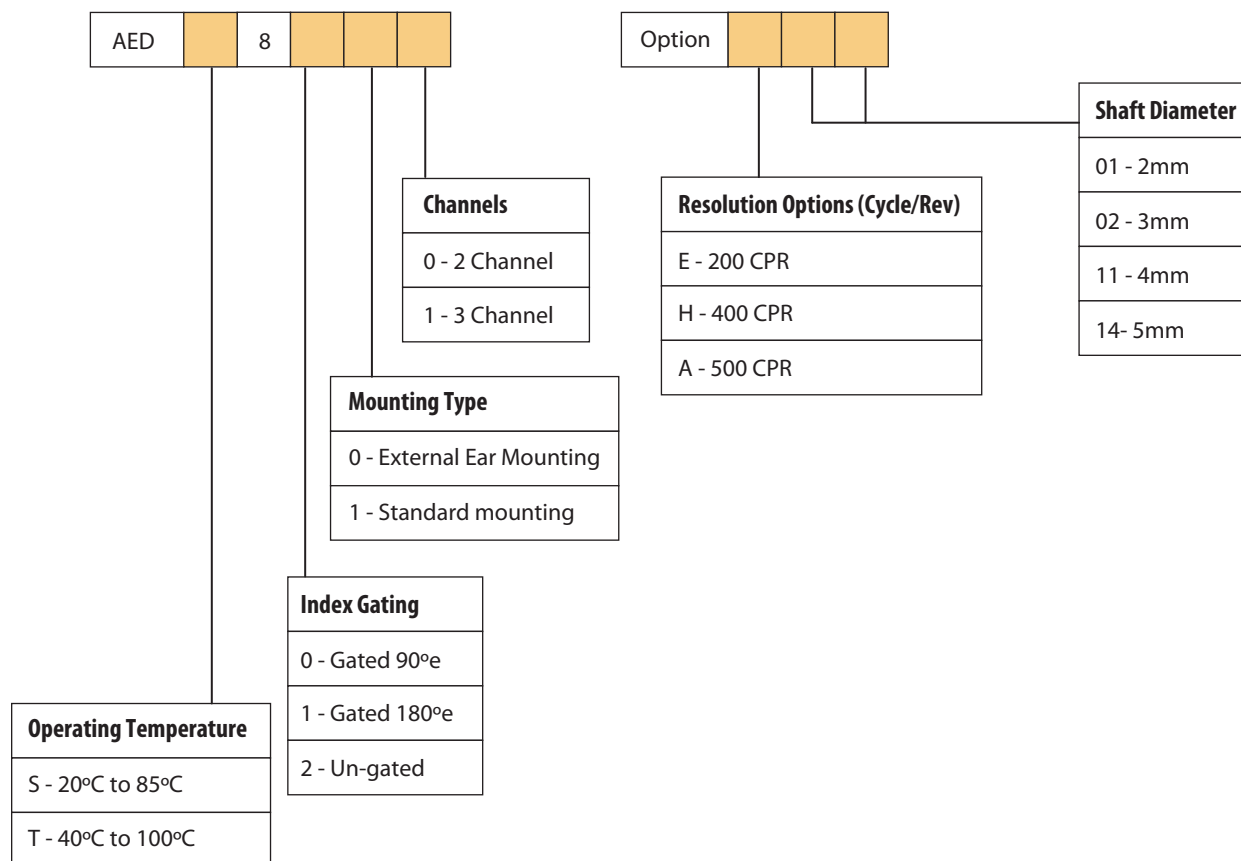 AED 8
Option
Shaft Diameter
01 - 2mm
02 - 3mm
11 - 4mm
14- 5mm
Channels
0 - 2 Channel
1 - 3 Channel
Resolution Options (Cycle/Rev)
E - 200 CPR
H - 400 CPR
A - 500 CPR
Mounting Type
0 - External Ear Mounting
1 - Standard mounting
Index Gating
0 - Gated 90ºe
1 - Gated 180ºe
2 - Un-gated
Operating Temperature
S - 20ºC to 85ºC
T - 40ºC to 100ºC